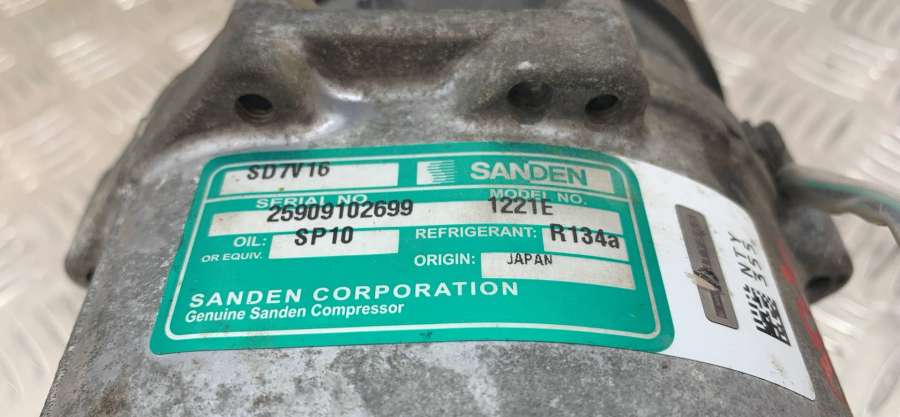 SD7V16
SANDEN
SERIAL NO.
MODEL NO.
25909102699
1221E
OIL:
SP10
OR EQUIV.
REFRIGERANT:
R134a
ORIGIN:
JAPAN
SANDEN CORPORATION
Genuine Sanden Compressor
NTY